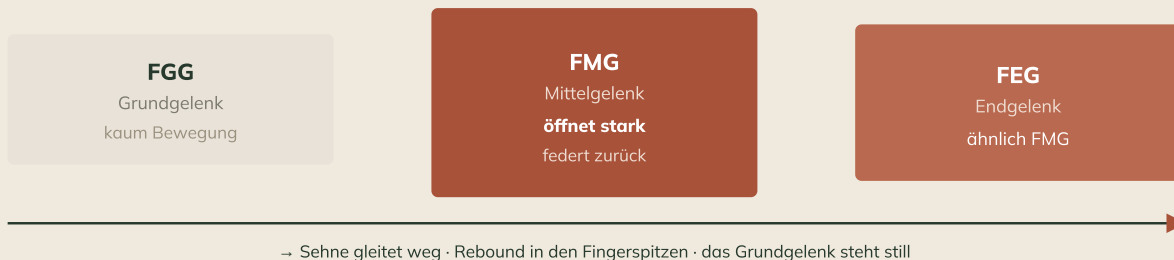 FGG
Grundgelenk
kaum Bewegung
FMG
Mittelgelenk
öffnet stark
federt zurück
FEG
Endgelenk
ähnlich FMG
→ Sehne gleitet weg · Rebound in den Fingerspitzen · das Grundgelenk steht still